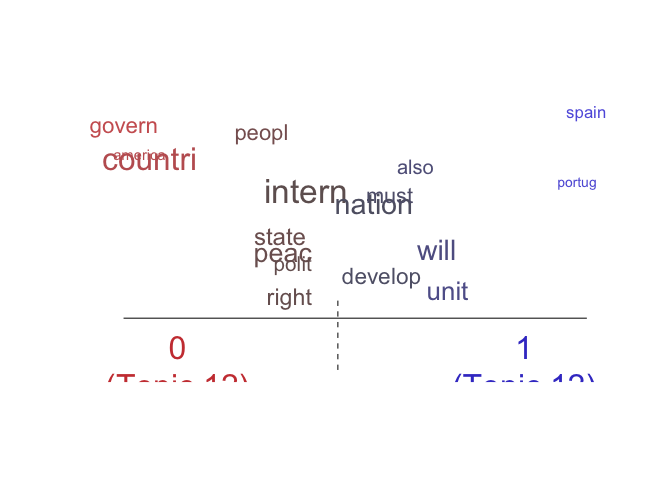 spain
govern
peopl
america
countri
also
portug
intern
must
nation
state
peac
will
polit
develop
unit
right
0
1
(Topic 12)
(Topic 12)